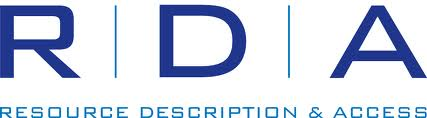 R | D | A
RESOURCE DESCRIPTION & ACCESS